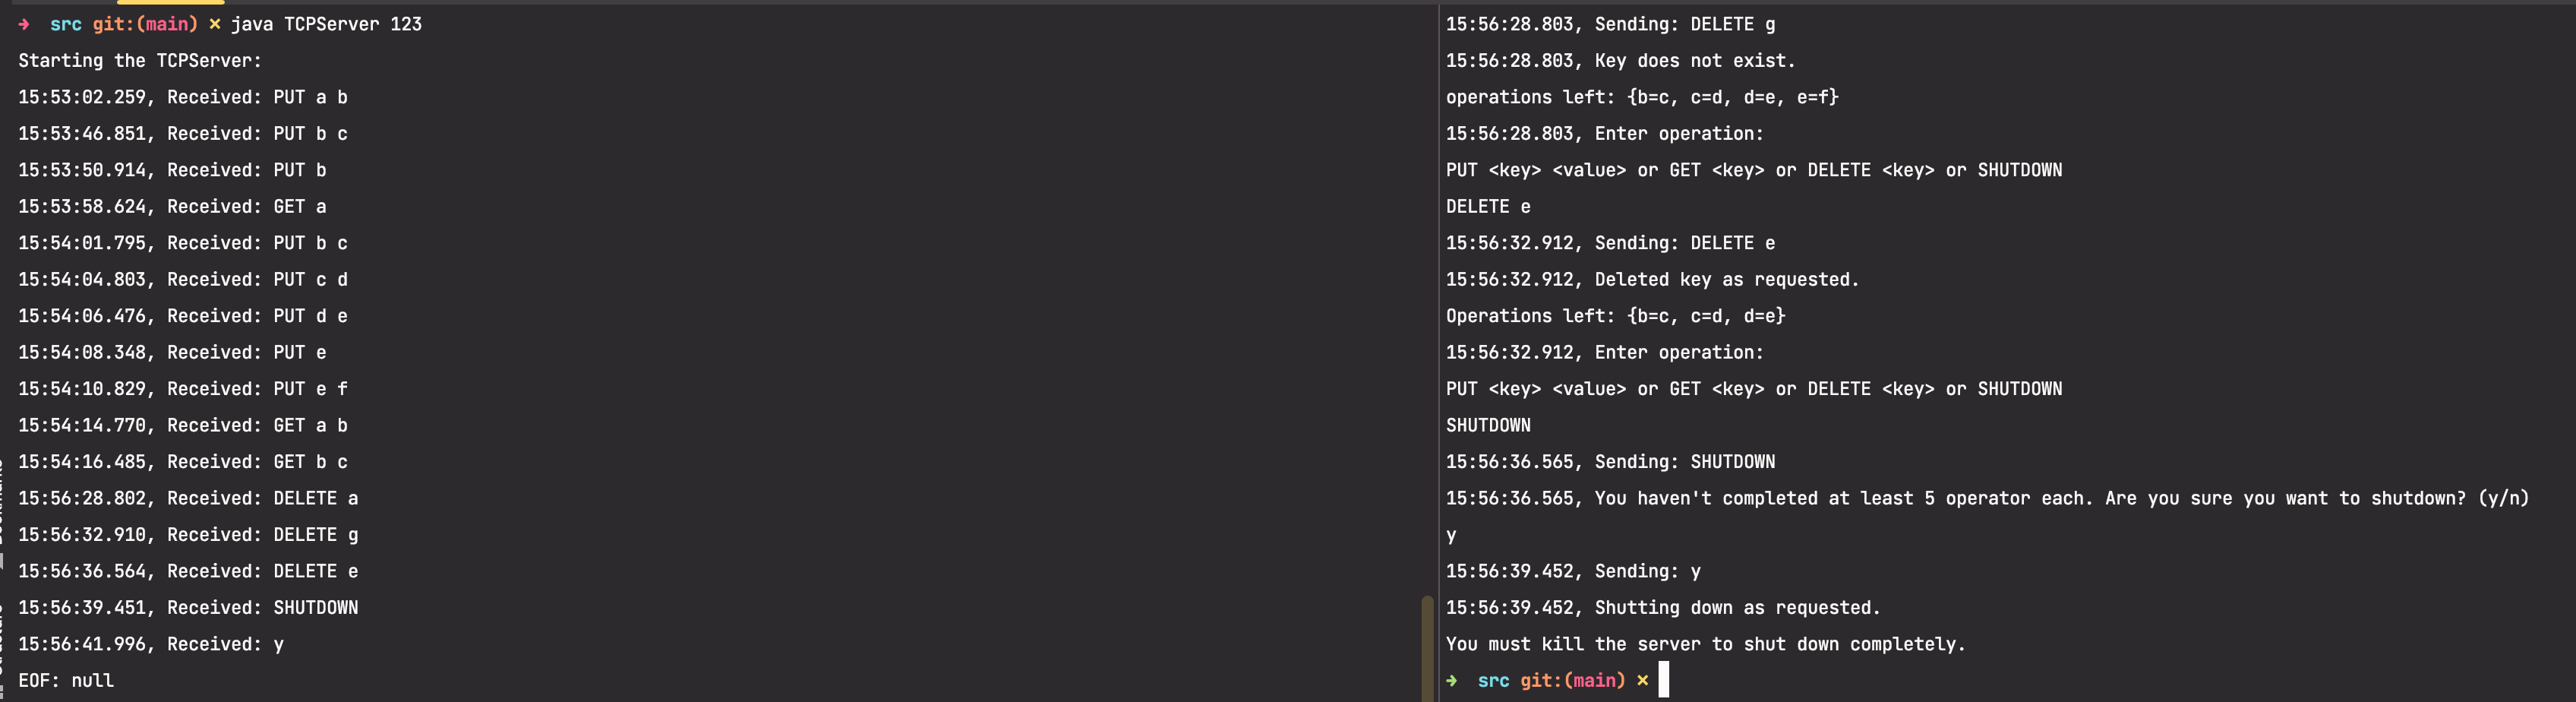 ➜ src git:(main) ✗ java TCPServer 123
Starting the TCPServer:
15:53:02.259, Received: PUT a b
15:53:46.851, Received: PUT b c
15:53:50.914, Received: PUT b
15:53:58.624, Received: GET a
15:54:01.795, Received: PUT b c
15:54:04.803, Received: PUT c d
15:54:06.476, Received: PUT d e
15:54:08.348, Received: PUT e
15:54:10.829, Received: PUT e f
15:54:14.770, Received: GET a b
15:54:16.485, Received: GET b c
15:56:28.802, Received: DELETE a
15:56:32.910, Received: DELETE g
15:56:36.564, Received: DELETE e
15:56:39.451, Received: SHUTDOWN
15:56:41.996, Received: y
EOF: null
15:56:28.803, Sending: DELETE g
15:56:28.803, Key does not exist.
operations left: {b=c, c=d, d=e, e=f}
15:56:28.803, Enter operation:
PUT <key> <value> or GET <key> or DELETE <key> or SHUTDOWN
DELETE e
15:56:32.912, Sending: DELETE e
15:56:32.912, Deleted key as requested.
Operations left: {b=c, c=d, d=e}
15:56:32.912, Enter operation:
PUT <key> <value> or GET <key> or DELETE <key> or SHUTDOWN
SHUTDOWN
15:56:36.565, Sending: SHUTDOWN
15:56:36.565, You haven't completed at least 5 operator each. Are you sure you want to shutdown? (y/n)
y
15:56:39.452, Sending: y
15:56:39.452, Shutting down as requested.
You must kill the server to shut down completely.
➜ src git:(main) ✗